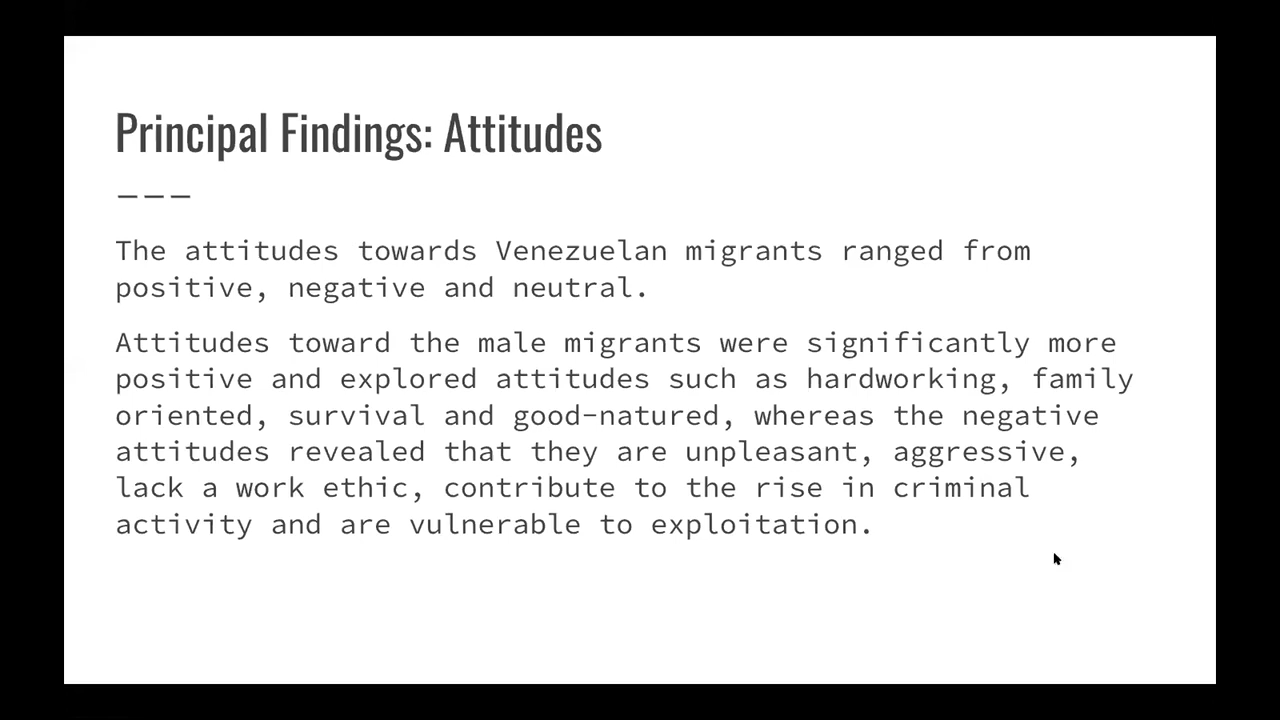 Principal Findings: Attitudes
———
The attitudes towards Venezuelan migrants ranged from
positive, negative and neutral.
Attitudes toward the male migrants were significantly more
positive and explored attitudes such as hardworking, family
oriented, survival and good-natured, whereas the negative
attitudes revealed that they are unpleasant, aggressive,
lack a work ethic, contribute to the rise in criminal
activity and are vulnerable to exploitation.